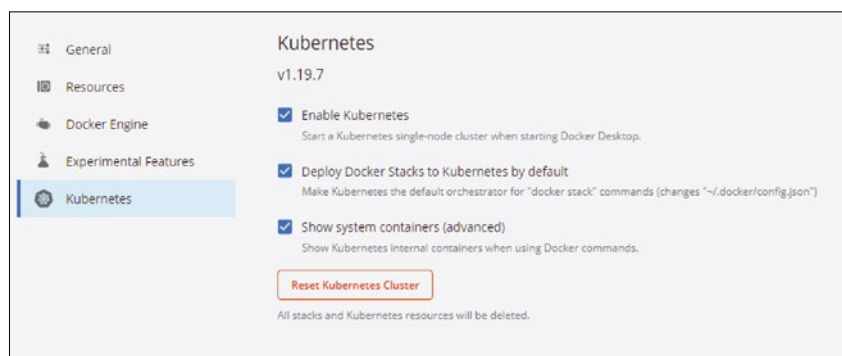 General
Resources
Docker Engine
Experimental Features
Kubernetes
Kubernetes
v1.19.7
Enable Kubernetes
Start a Kubernetes single-node cluster when starting Docker Desktop.
Deploy Docker Stacks to Kubernetes by default
Make Kubernetes the default orchestrator for "docker stack" commands (changes "~/.docker/config.json")
Show system containers (advanced)
Show Kubernetes internal containers when using Docker commands.
Reset Kubernetes Cluster
All stacks and Kubernetes resources will be deleted.